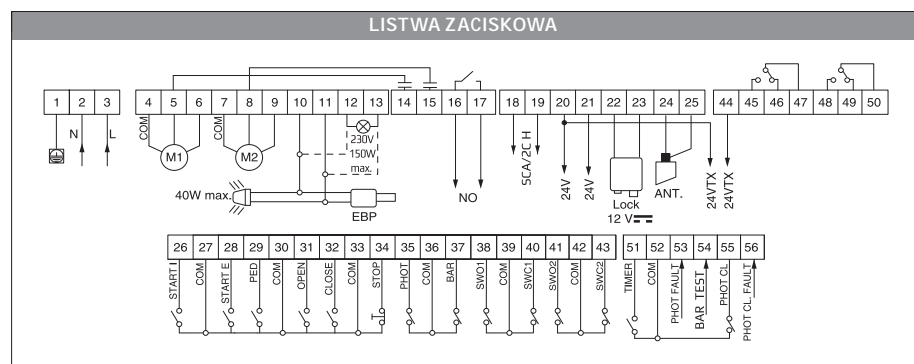 LISTWA ZACISKOWA
1 2 3 4 5 6 7 8 9 10 11 12 13 14 15 16 17 18 19 20 21 22 23 24 25 44 45 46 47 48 49 50
N L COM M1 COM M2
230V
150W
max.
40W max.
EBP
NO
SCA/2C H
24V
24V
Lock
12 V
ANT.
24VTX
24VTX
26 27 28 29 30 31 32 33 34 35 36 37 38 39 40 41 42 43 51 52 53 54 55 56
START I
COM
START E
PED
COM
OPEN
CLOSE
COM
STOP
PHOT
COM
BAR
SWO1
COM
SWC1
SWO2
COM
SWC2
TIMER
COM
PHOT FAULT
BAR TEST
PHOT CL
PHOT CL. FAULT